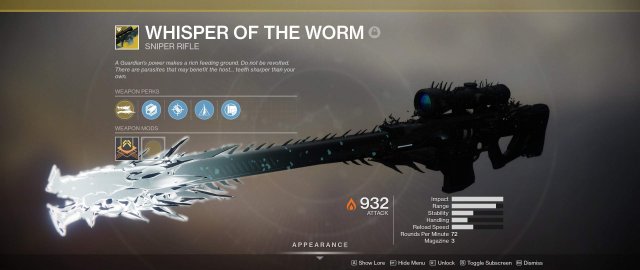 WHISPER OF THE WORM
SNIPER RIFLE
A Guardian's power makes a rich feeding ground. Do not be revolted.
There are parasites that may benefit the host... teeth sharper than your
own.
WEAPON PERKS
WEAPON MODS
932
ATTACK
Impact
Range
Stability
Handling
Reload Speed
Rounds Per Minute 72
Magazine 3
APPEARANCE
Show Lore Hide Menu Unlock Toggle Subscreen Dismiss